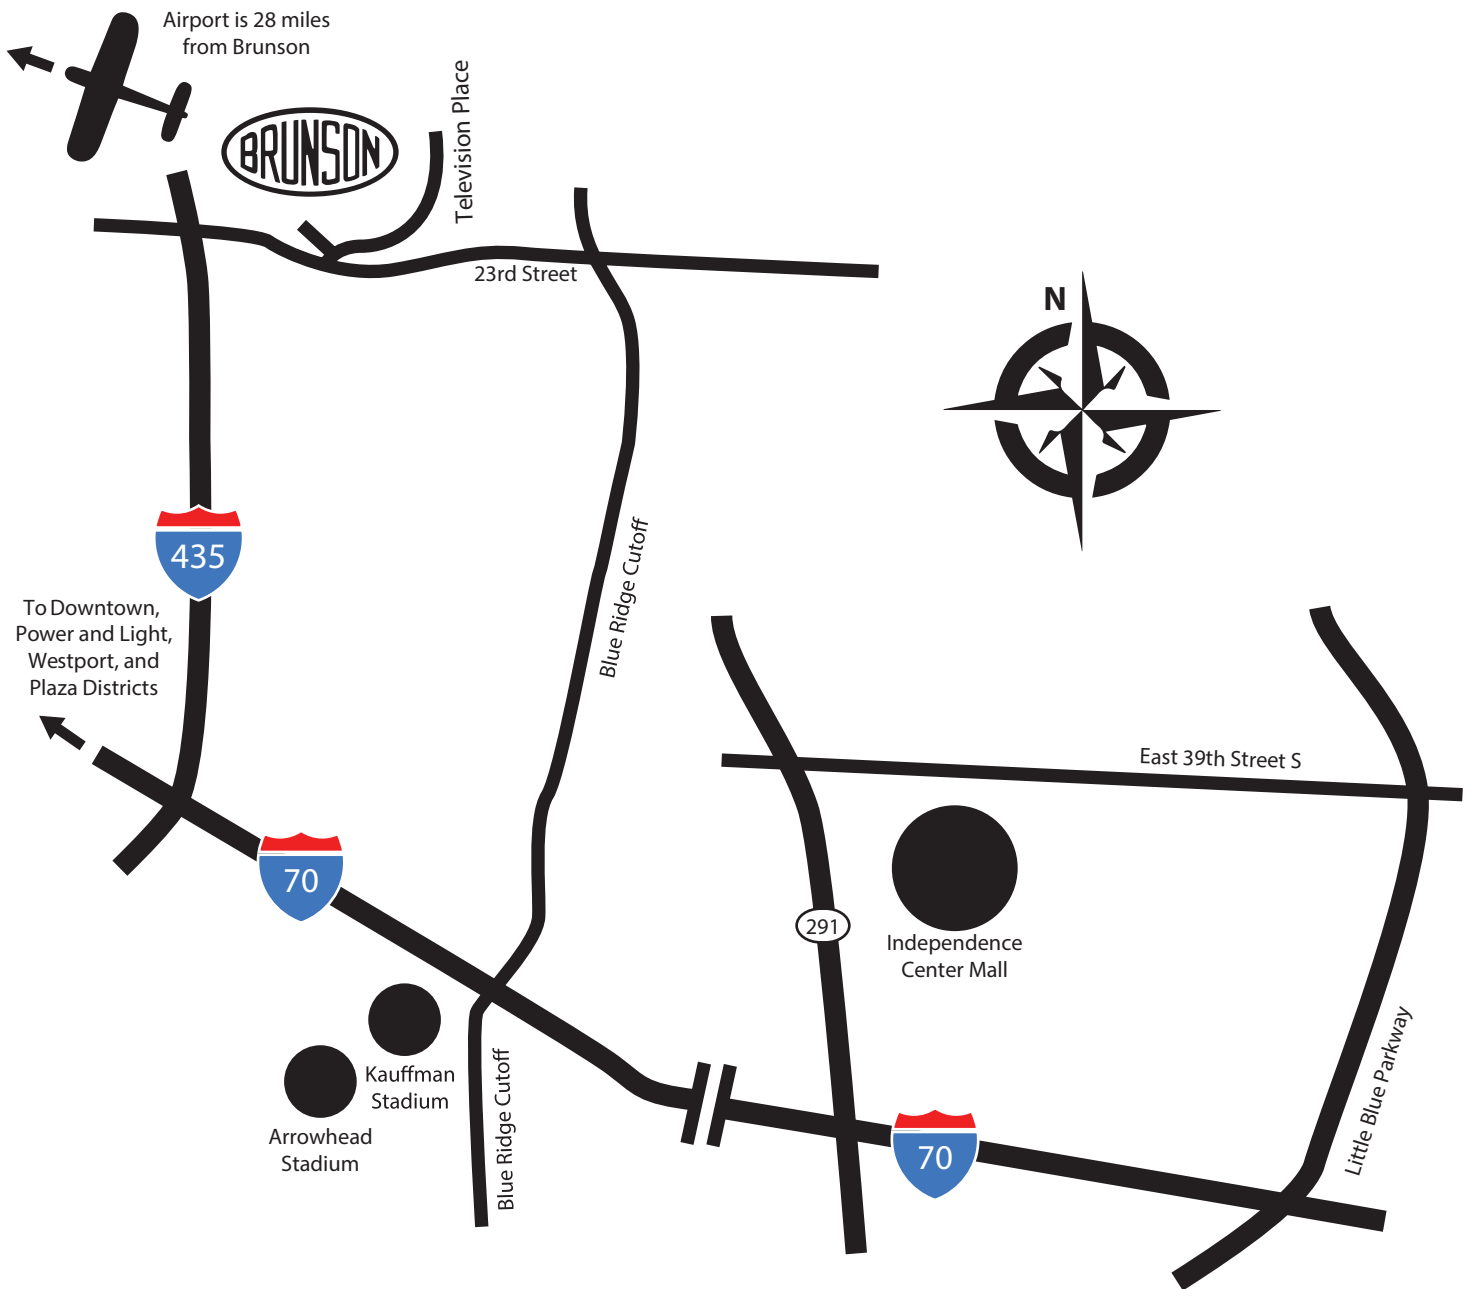 Airport is 28 miles
from Brunson
BRUNSON
Television Place
23rd Street
N
435
To Downtown,
Power and Light,
Westport, and
Plaza Districts
Blue Ridge Cutoff
East 39th Street S
70
291
Independence
Center Mall
Kauffman
Stadium
Arrowhead
Stadium
Blue Ridge Cutoff
70
Little Blue Parkway